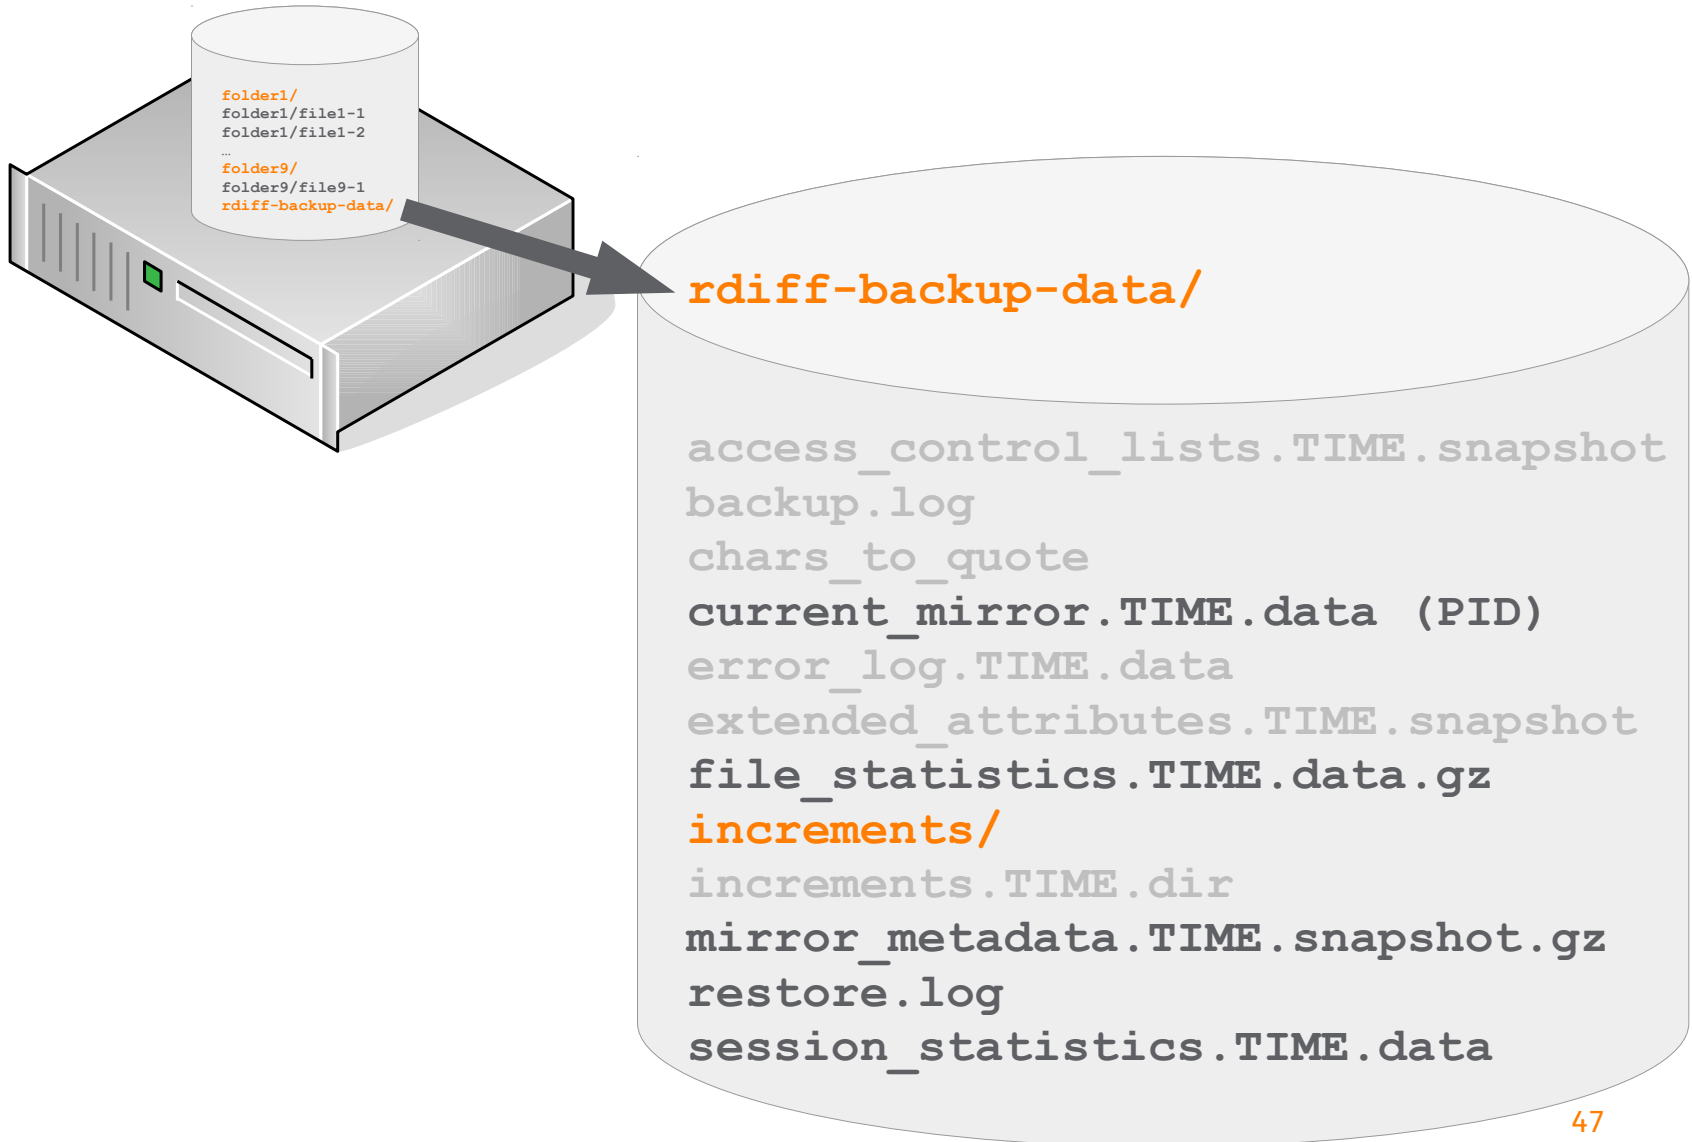 folder1/
folder1/file1-1
folder1/file1-2
…
folder9/
folder9/file9-1
rdiff-backup-data/
rdiff-backup-data/
access_control_lists.TIME.snapshot
backup.log
chars_to_quote
current_mirror.TIME.data (PID)
error_log.TIME.data
extended_attributes.TIME.snapshot
file_statistics.TIME.data.gz
increments/
increments.TIME.dir
mirror_metadata.TIME.snapshot.gz
restore.log
session_statistics.TIME.data
47